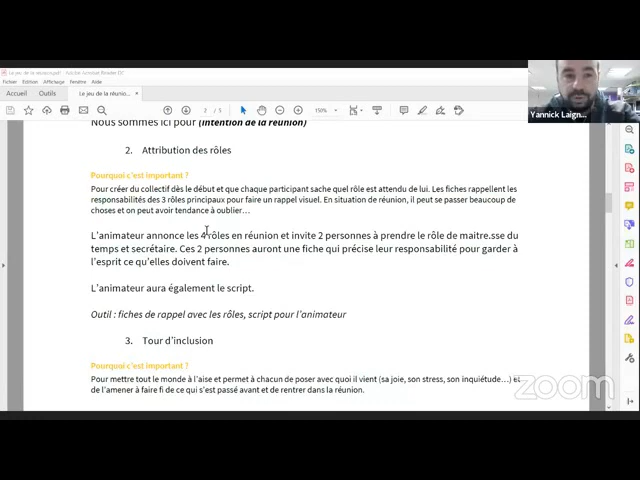 Le jeu de la réunion.pdf - Adobe Acrobat Reader DC
Fichier Edition Affichage Fenêtre Aide
Accueil Outils Le jeu de la réunio... ×
2 / 5 150%
Yannick Laign...
Nous sommes ici pour (intention de la réunion)
2. Attribution des rôles
Pourquoi c'est important ?
Pour créer du collectif dès le début et que chaque participant sache quel rôle est attendu de lui. Les fiches rappellent les
responsabilités des 3 rôles principaux pour faire un rappel visuel. En situation de réunion, il peut se passer beaucoup de
choses et on peut avoir tendance à oublier…
L'animateur annonce les 4 rôles en réunion et invite 2 personnes à prendre le rôle de maitre.sse du
temps et secrétaire. Ces 2 personnes auront une fiche qui précise leur responsabilité pour garder à
l'esprit ce qu'elles doivent faire.
L'animateur aura également le script.
Outil : fiches de rappel avec les rôles, script pour l'animateur
3. Tour d'inclusion
Pourquoi c'est important ?
Pour mettre tout le monde à l'aise et permet à chacun de poser avec quoi il vient (sa joie, son stress, son inquiétude…) et
de l'amener à faire fi de ce qui s'est passé avant et de rentrer dans la réunion.
zoom